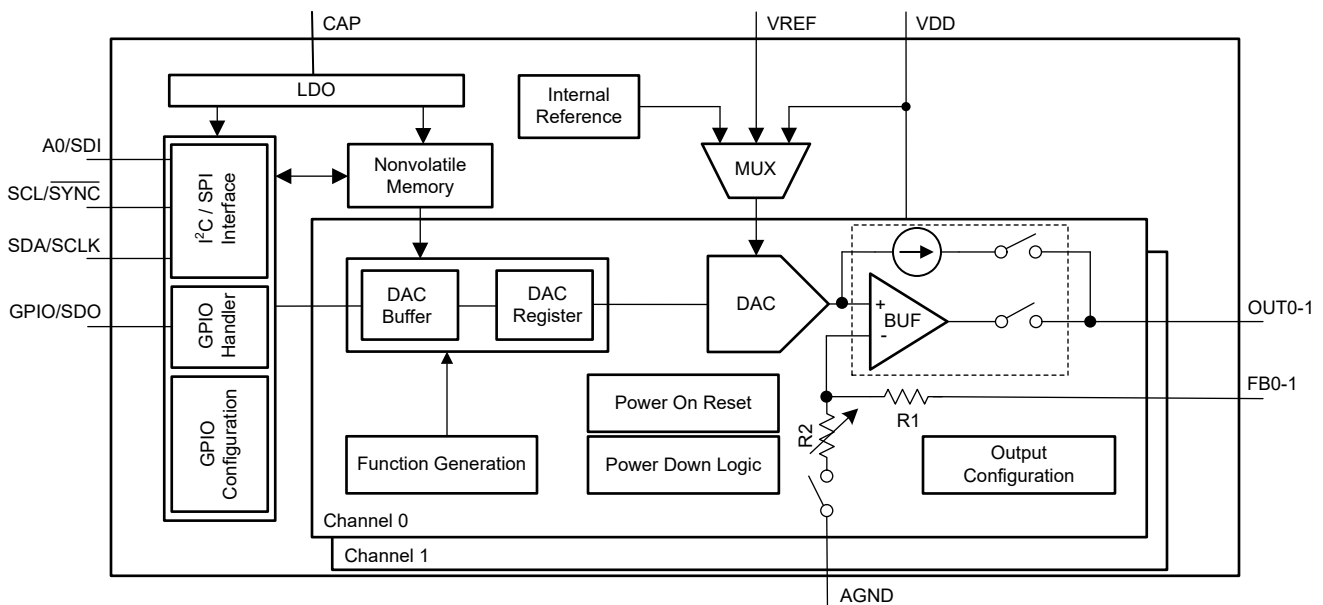 CAP
VREF
VDD
LDO
Internal
Reference
A0/SDI
SCL/SYNC
SDA/SCLK
GPIO/SDO
I²C / SPI
Interface
Nonvolatile
Memory
MUX
GPIO
Handler
GPIO
Configuration
DAC
Buffer
DAC
Register
DAC
+
BUF
-
OUT0-1
FB0-1
R1
R2
Power On Reset
Function Generation
Power Down Logic
Output
Configuration
Channel 0
Channel 1
AGND